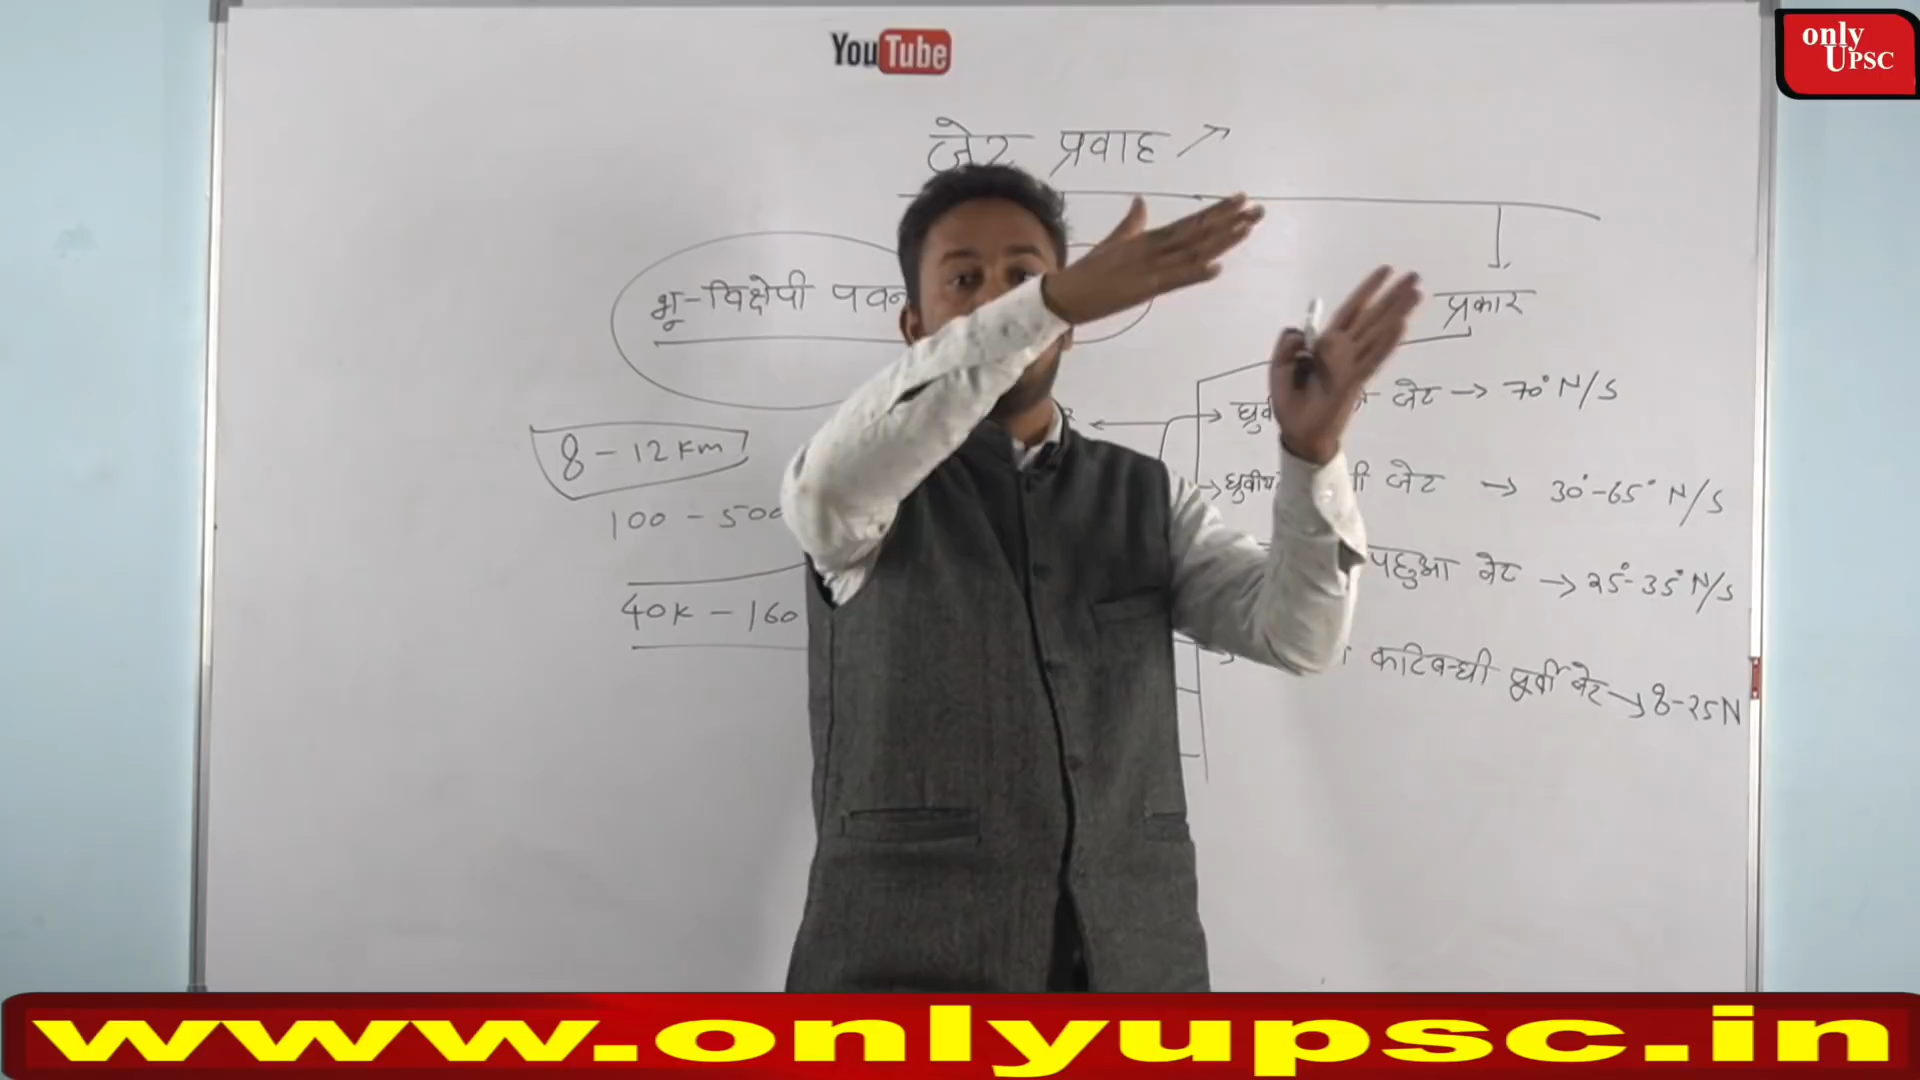 YouTube
only
UPSC
जेट प्रवाह
भू-विक्षेपी पवन
प्रकार
जेट → 70° N/S
8 - 12 Km
जेट → 30°-65° N/S
100 - 500
पछुआ जेट → 25°-35° N/S
40K - 160
कटिबन्धी पूर्वी जेट → 8-25N
www.onlyupsc.in